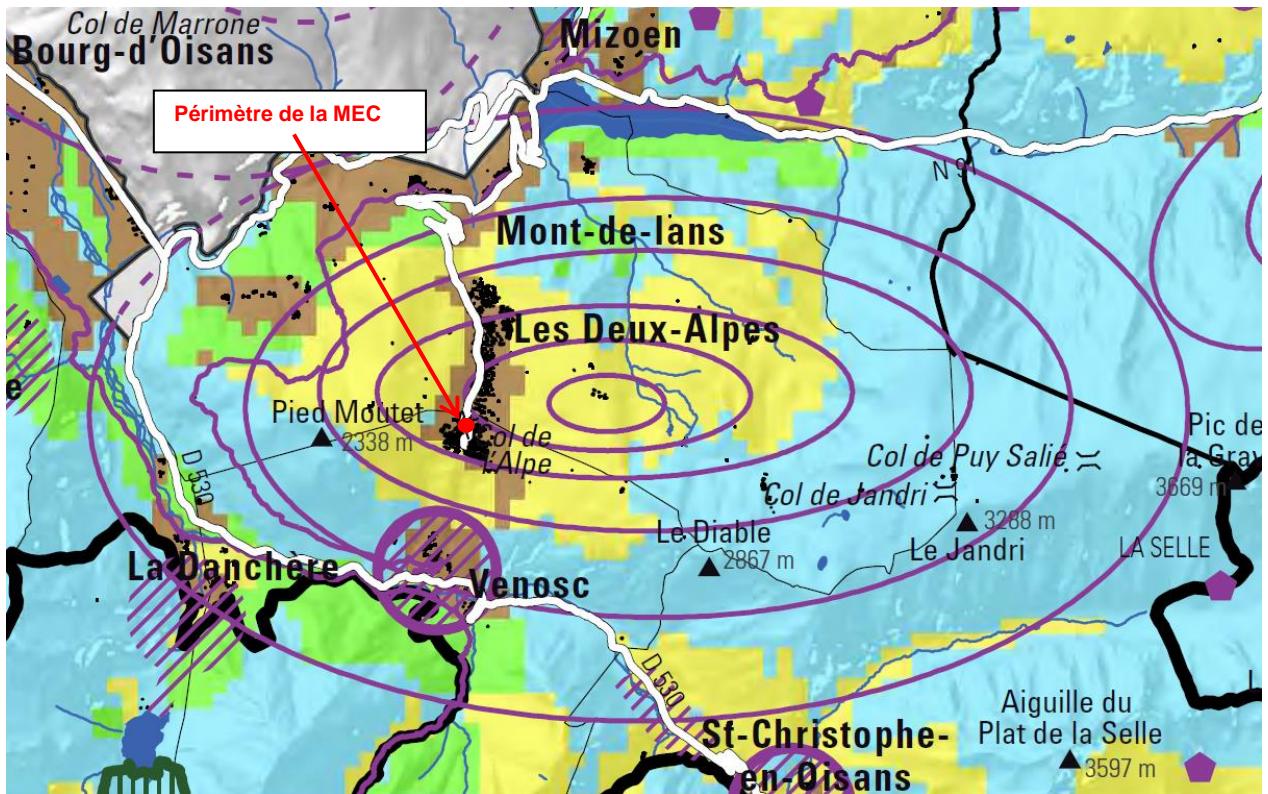 Col de Marrone
Bourg-d'Oisans
Mizoen
Périmètre de la MEC
N 91
Mont-de-lans
Les Deux-Alpes
Pied Moutet
2338 m
Col de
l'Alpe
Col de Puy Salié
Pic de
la Grav
3669 m
Col de Jandri
D 530
Le Diable
2867 m
3288 m
Le Jandri
LA SELLE
La Danchère
Venosc
D 530
St-Christophe-
en-Oisans
Aiguille du
Plat de la Selle
3597 m
e
L